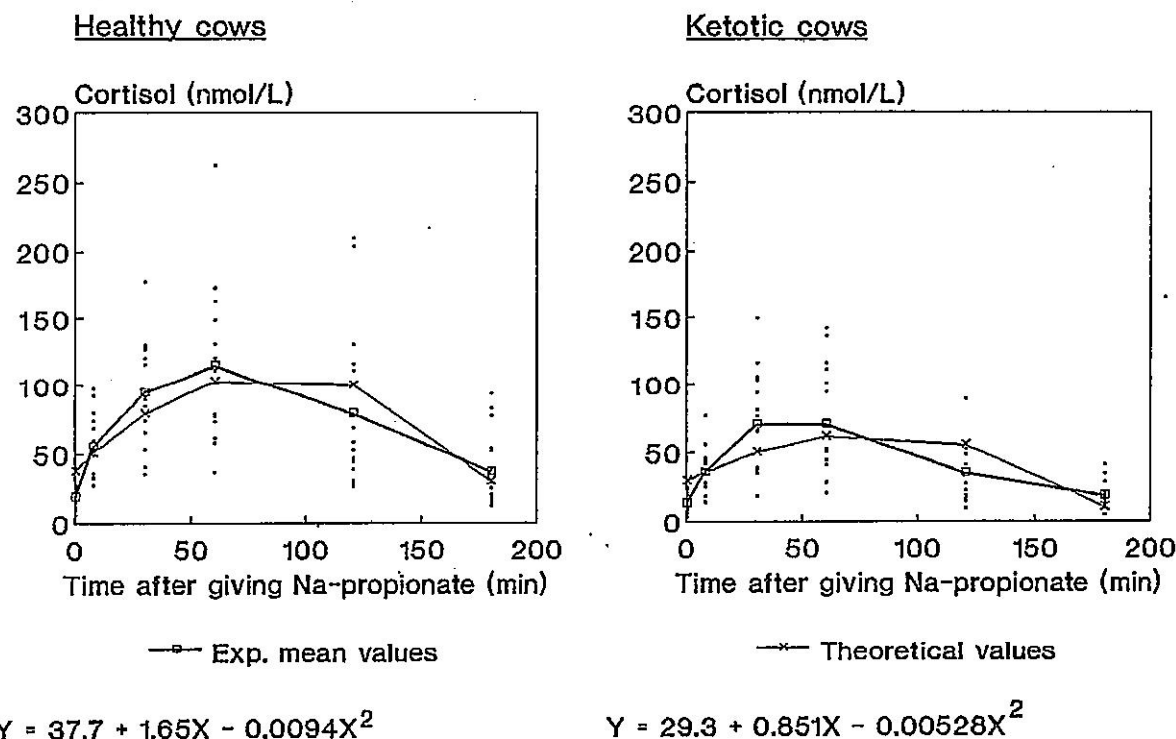 Healthy cows
Cortisol (nmol/L)
300
250
200
150
100
50
0
0 50 100 150 200
Time after giving Na-propionate (min)
Exp. mean values
Y = 37.7 + 1.65X - 0.0094X²
Ketotic cows
Cortisol (nmol/L)
300
250
200
150
100
50
0
0 50 100 150 200
Time after giving Na-propionate (min)
Theoretical values
Y = 29.3 + 0.851X - 0.00528X²